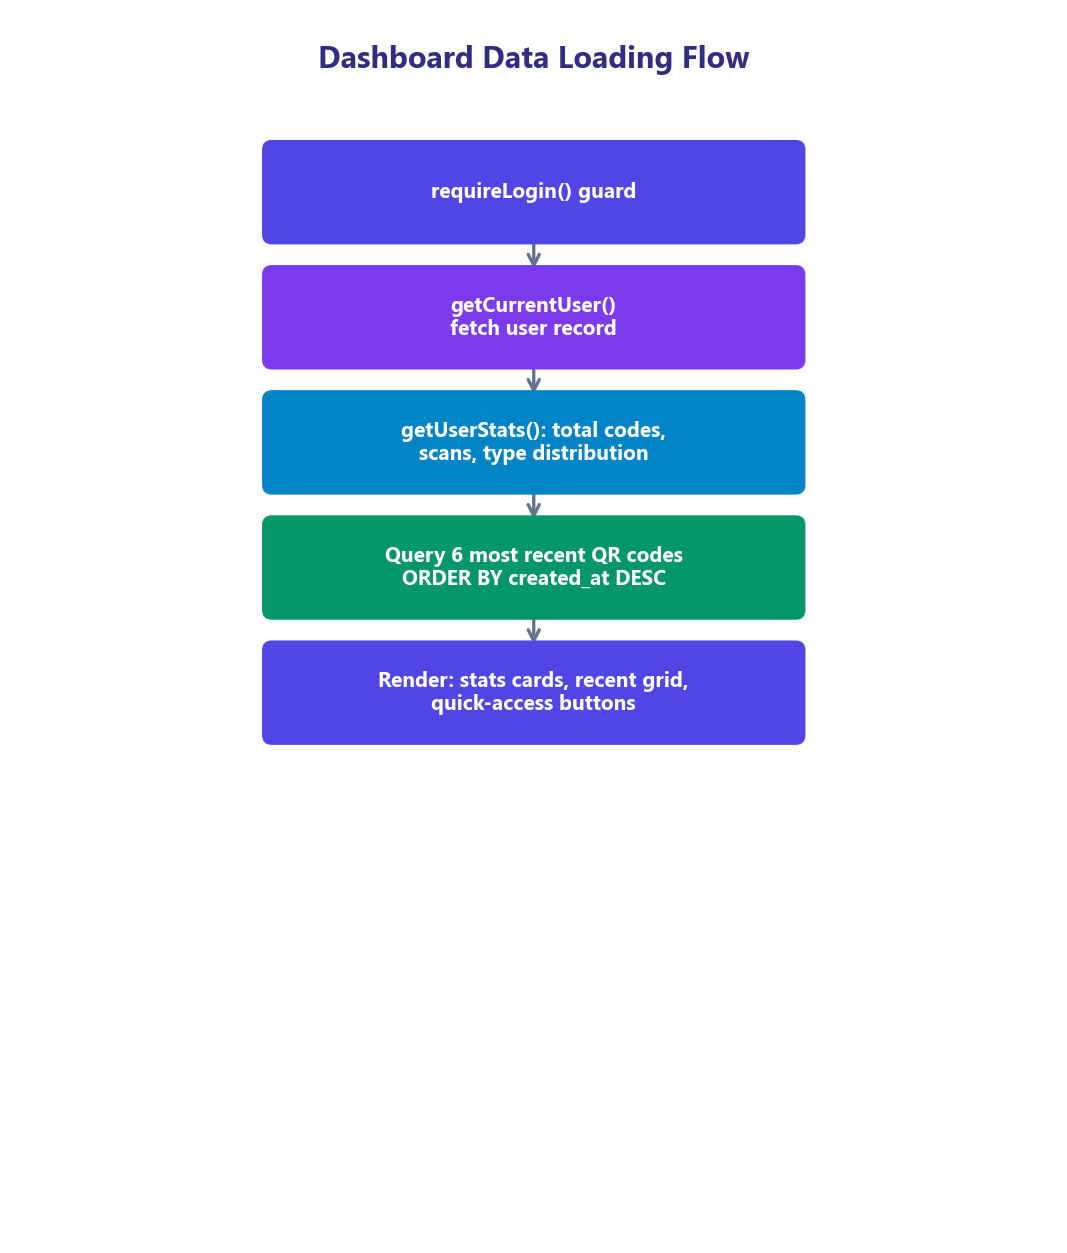 Dashboard Data Loading Flow
requireLogin() guard
getCurrentUser()
fetch user record
getUserStats(): total codes,
scans, type distribution
Query 6 most recent QR codes
ORDER BY created_at DESC
Render: stats cards, recent grid,
quick-access buttons